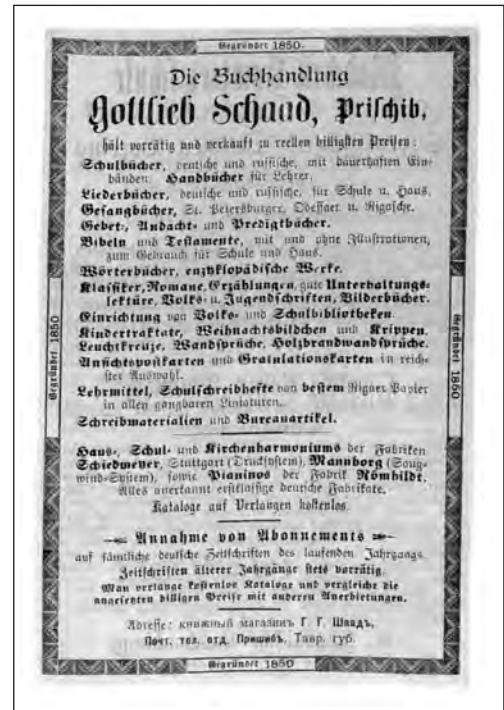 Gegründet 1850.
Die Buchhandlung
Gottlieb Schaad, Prischib,
hält vorrätig und verkauft zu reellen billigsten Preisen:
Schulbücher, deutsche und russische, mit dauerhaften Ein-
bänden. Handbücher für Lehrer.
Liederbücher, deutsche und russische, für Schule u. Haus.
Gesangbücher, St. Petersburger, Odessaer u. Rigasche.
Gebet-, Andacht- und Predigtbücher.
Bibeln und Testamente, mit und ohne Illustrationen,
zum Gebrauch für Schule und Haus.
Wörterbücher, enzyklopädische Werke.
Klassiker, Romane, Erzählungen, gute Unterhaltungs-
lektüre, Volks- u. Jugendschriften, Bilderbücher.
Einrichtung von Volks- und Schulbibliotheken.
Kindertraktate, Weihnachtsbildchen und Krippen.
Leuchtkreuze, Wandsprüche, Holzbrandwandsprüche.
Ansichtspostkarten und Gratulationskarten in reich-
ster Auswahl.
Lehrmittel, Schulschreibhefte von bestem Rigaer Papier
in allen gangbaren Liniaturen.
Schreibmaterialien und Bureauartikel.
Haus-, Schul- und Kirchenharmoniums der Fabriken
Schiedmeyer, Stuttgart (Drucksystem), Mannborg (Saug-
wind-System), sowie Pianinos der Fabrik Römhildt.
Alles anerkannt erstklassige deutsche Fabrikate.
Kataloge auf Verlangen kostenlos.
Annahme von Abonnements
auf sämtliche deutsche Zeitschriften des laufenden Jahrgangs.
Zeitschriften älterer Jahrgänge stets vorrätig.
Man verlange kostenlos Kataloge und vergleiche die
angesetzten billigen Preise mit anderen Anerbietungen.
Adresse: книжный магазинъ Г. Г. Шаадъ,
Почт. тел. отд. Пришибъ, Тавр. губ.
Gegründet 1850
Gegründet 1850
Gegründet 1850